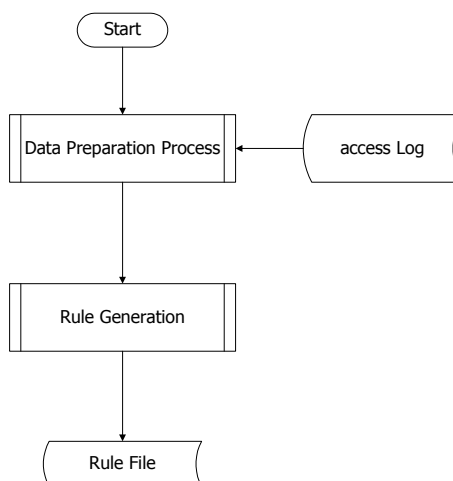 Start
Data Preparation Process
access Log
Rule Generation
Rule File